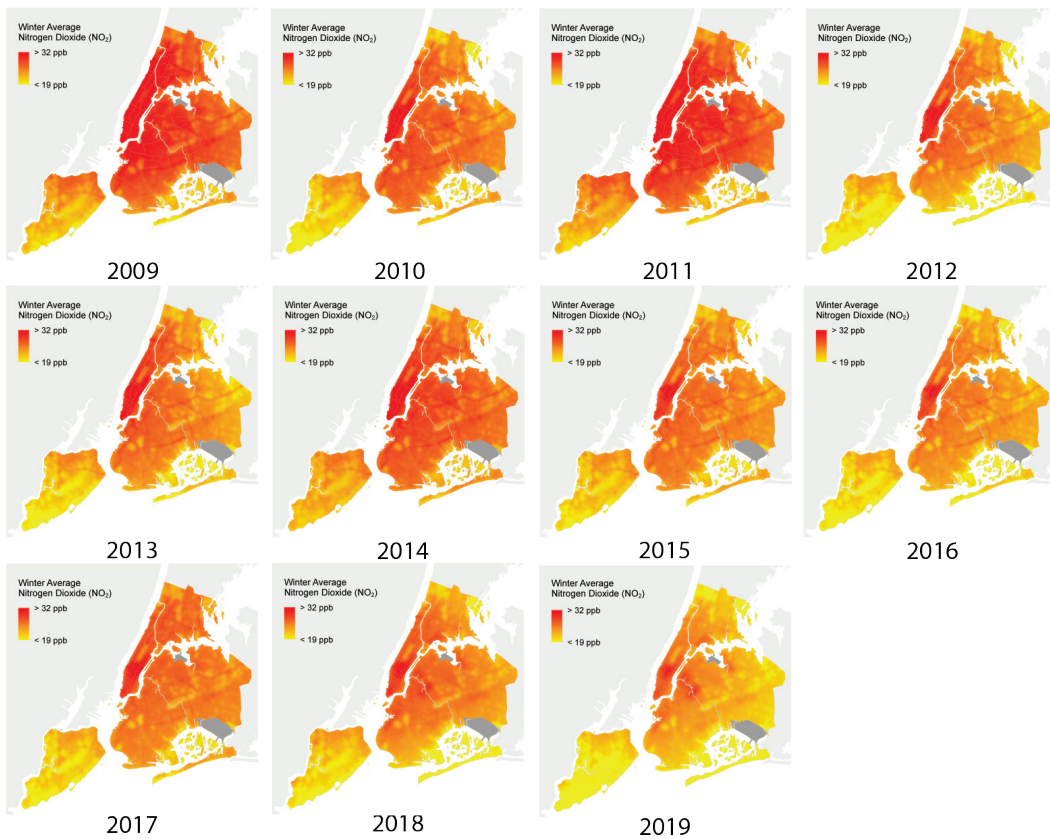 Winter Average
Nitrogen Dioxide (NO₂)
> 32 ppb
< 19 ppb
2009
Winter Average
Nitrogen Dioxide (NO₂)
> 32 ppb
< 19 ppb
2010
Winter Average
Nitrogen Dioxide (NO₂)
> 32 ppb
< 19 ppb
2011
Winter Average
Nitrogen Dioxide (NO₂)
> 32 ppb
< 19 ppb
2012
Winter Average
Nitrogen Dioxide (NO₂)
> 32 ppb
< 19 ppb
2013
Winter Average
Nitrogen Dioxide (NO₂)
> 32 ppb
< 19 ppb
2014
Winter Average
Nitrogen Dioxide (NO₂)
> 32 ppb
< 19 ppb
2015
Winter Average
Nitrogen Dioxide (NO₂)
> 32 ppb
< 19 ppb
2016
Winter Average
Nitrogen Dioxide (NO₂)
> 32 ppb
< 19 ppb
2017
Winter Average
Nitrogen Dioxide (NO₂)
> 32 ppb
< 19 ppb
2018
Winter Average
Nitrogen Dioxide (NO₂)
> 32 ppb
< 19 ppb
2019